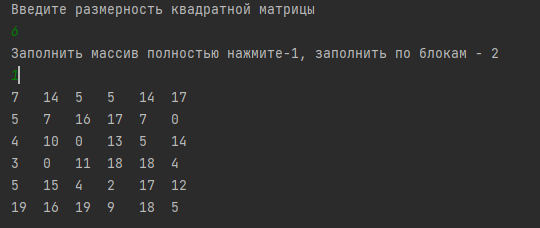 Введите размерность квадратной матрицы
6
Заполнить массив полностью нажмите-1, заполнить по блокам - 2
1
7 14 5 5 14 17
5 7 16 17 7 0
4 10 0 13 5 14
3 0 11 18 18 4
5 15 4 2 17 12
19 16 19 9 18 5